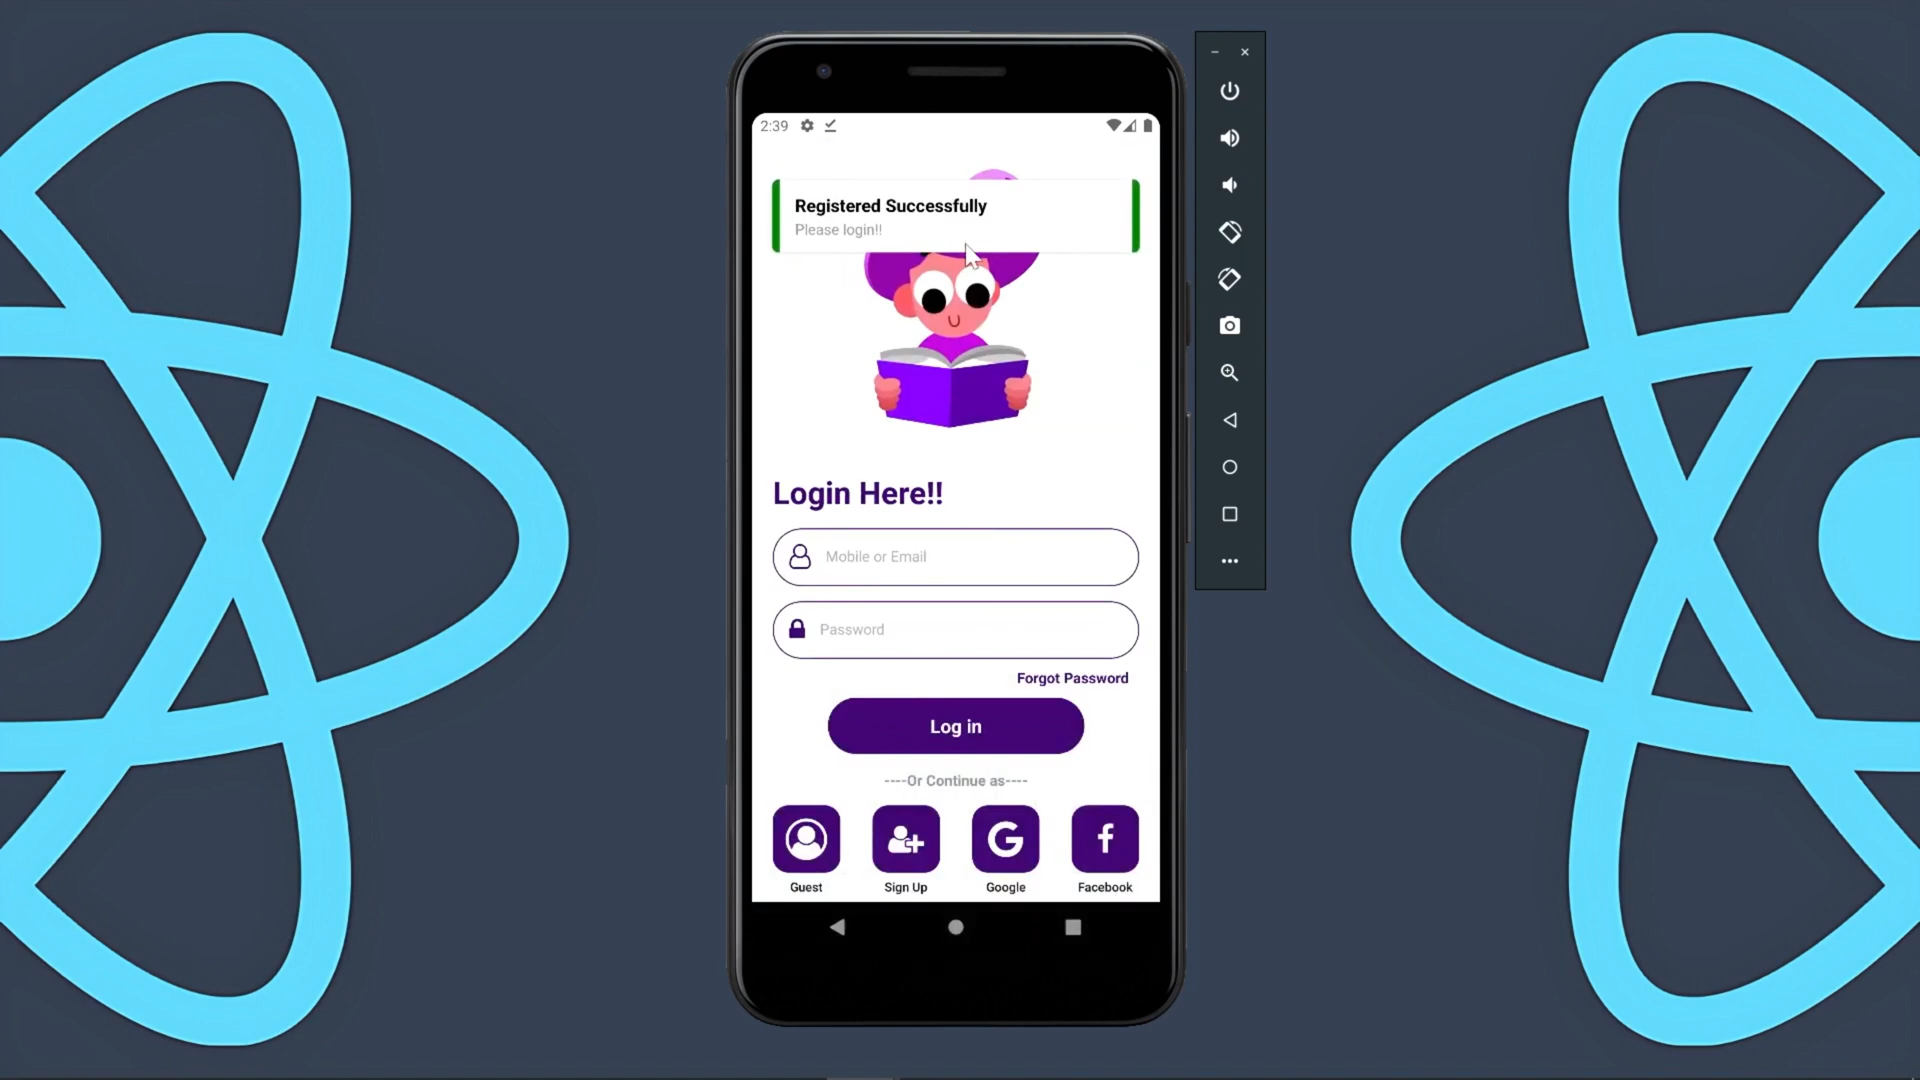 2:39
Registered Successfully
Please login!!
Login Here!!
Mobile or Email
Password
Forgot Password
Log in
----Or Continue as----
Guest
Sign Up
Google
Facebook